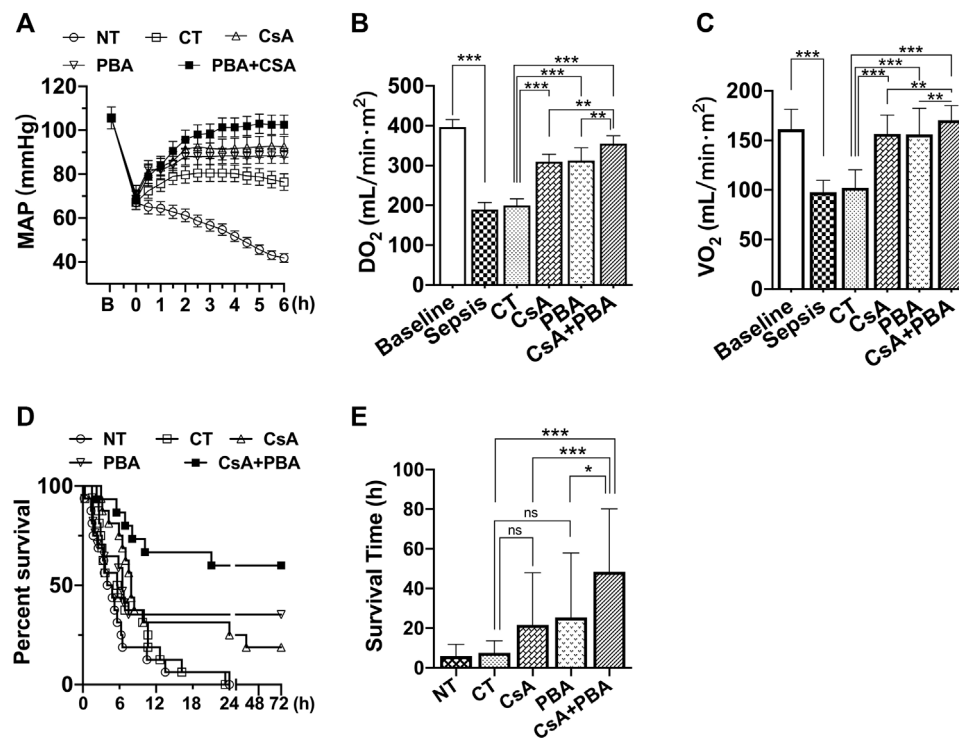 A
NT CT CsA
PBA PBA+CSA
MAP (mmHg)
120
100
80
60
40
B 0 1 2 3 4 5 6 (h)
B
DO2 (mL/min·m2)
500
400
300
200
100
0
***
***
***
***
**
**
Baseline
Sepsis
CT
CsA
PBA
CsA+PBA
C
VO2 (mL/min·m2)
200
150
100
50
0
***
***
***
***
**
**
Baseline
Sepsis
CT
CsA
PBA
CsA+PBA
D
NT CT CsA
PBA CsA+PBA
Percent survival
100
50
0
0 6 12 18 24 48 72 (h)
E
Survival Time (h)
100
80
60
40
20
0
***
***
*
ns
ns
NT
CT
CsA
PBA
CsA+PBA